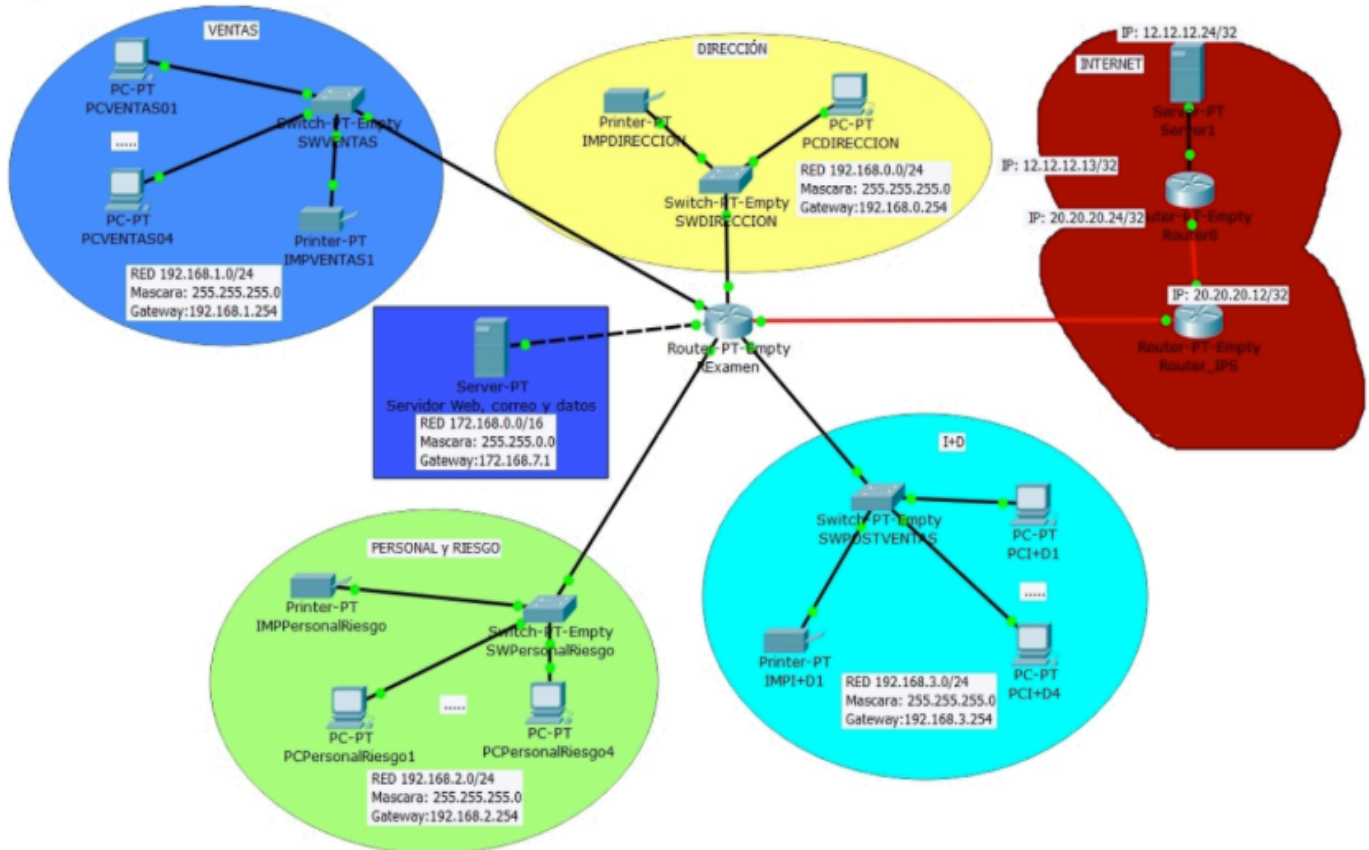 VENTAS
PC-PT
PCVENTAS01
.....
PC-PT
PCVENTAS04
Switch-PT-Empty
SWVENTAS
Printer-PT
IMPVENTAS1
RED 192.168.1.0/24
Mascara: 255.255.255.0
Gateway:192.168.1.254
DIRECCIÓN
Printer-PT
IMPDIRECCION
PC-PT
PCDIRECCION
Switch-PT-Empty
SWDIRECCION
RED 192.168.0.0/24
Mascara: 255.255.255.0
Gateway:192.168.0.254
IP: 12.12.12.24/32
INTERNET
Server-PT
Server1
IP: 12.12.12.13/32
IP: 20.20.20.24/32
Router-PT-Empty
Router0
IP: 20.20.20.12/32
Router-PT-Empty
Router_IPS
Router-PT-Empty
RExamen
Server-PT
Servidor Web, correo y datos
RED 172.168.0.0/16
Mascara: 255.255.0.0
Gateway:172.168.7.1
PERSONAL y RIESGO
Printer-PT
IMPPersonalRiesgo
Switch-PT-Empty
SWPersonalRiesgo
.....
PC-PT
PCPersonalRiesgo1
PC-PT
PCPersonalRiesgo4
RED 192.168.2.0/24
Mascara: 255.255.255.0
Gateway:192.168.2.254
I+D
Switch-PT-Empty
SWPOSTVENTAS
PC-PT
PCI+D1
.....
Printer-PT
IMPI+D1
PC-PT
PCI+D4
RED 192.168.3.0/24
Mascara: 255.255.255.0
Gateway:192.168.3.254